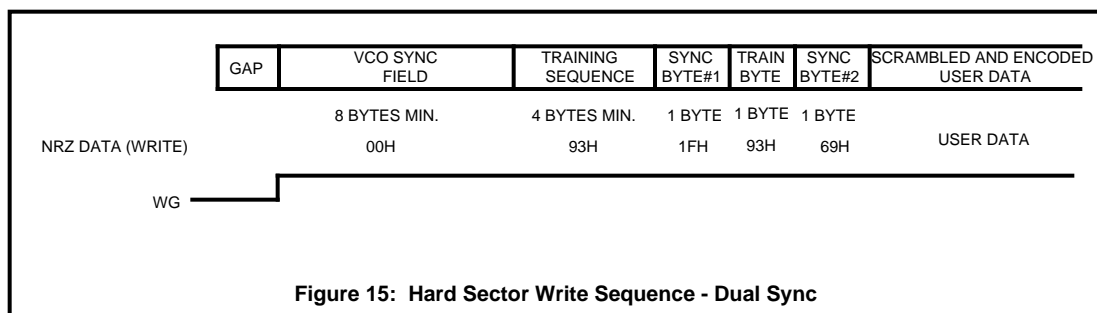 GAP VCO SYNC FIELD TRAINING SEQUENCE SYNC BYTE#1 TRAIN BYTE SYNC BYTE#2 SCRAMBLED AND ENCODED USER DATA
8 BYTES MIN. 4 BYTES MIN. 1 BYTE 1 BYTE 1 BYTE
NRZ DATA (WRITE) 00H 93H 1FH 93H 69H USER DATA
WG
Figure 15: Hard Sector Write Sequence - Dual Sync